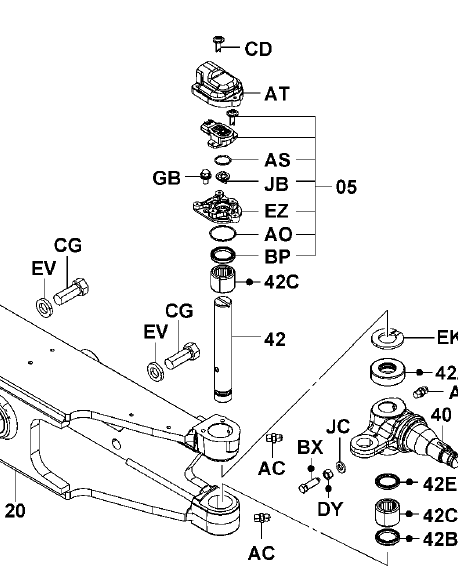 CD
AT
AS
GB
JB
05
EZ
AO
BP
CG
EV
42C
CG
EV
42
EK
42
A
40
JC
BX
AC
42E
DY
42C
20
42B
AC